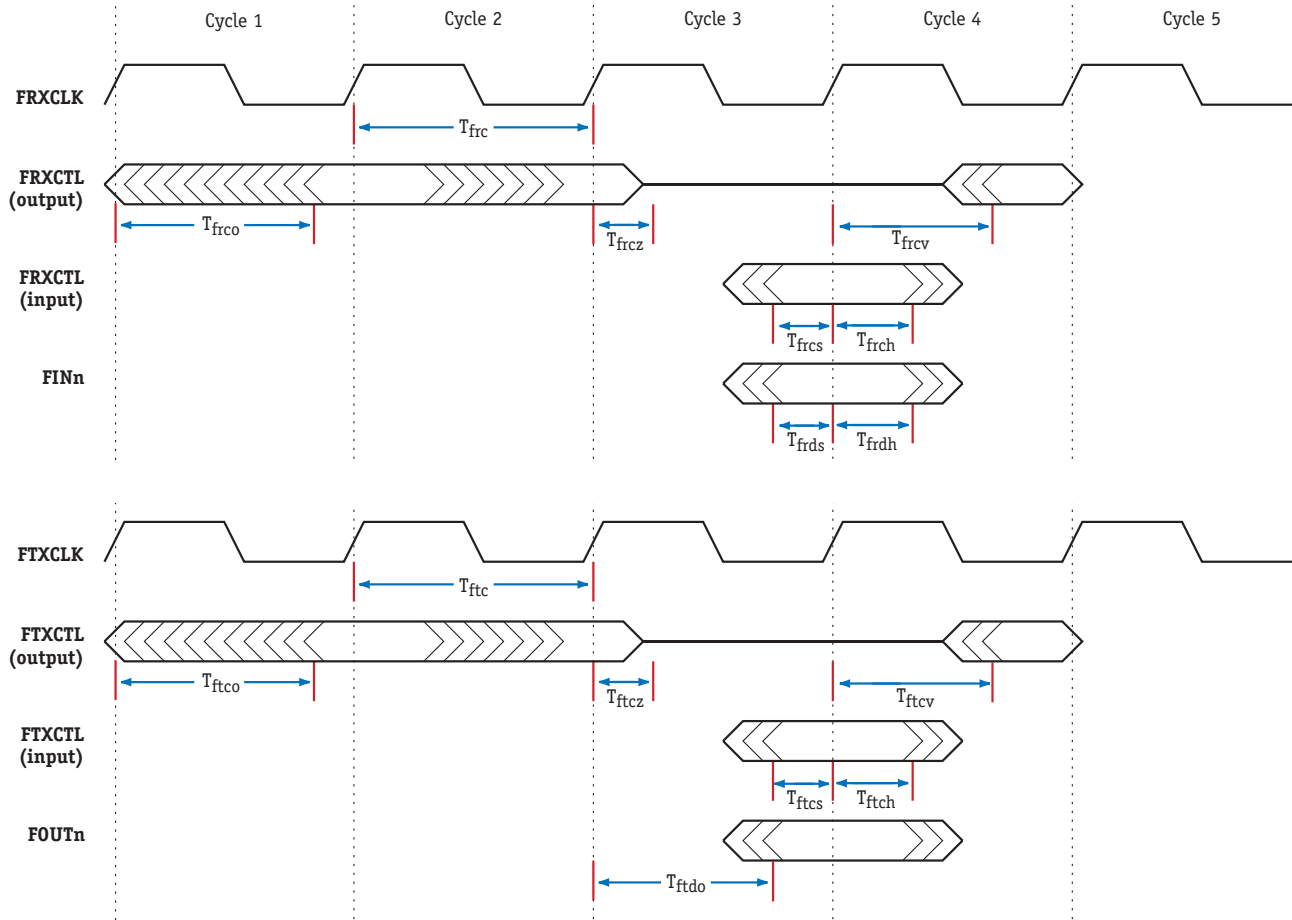 Cycle 1 Cycle 2 Cycle 3 Cycle 4 Cycle 5
FRXCLK
Tfrc
FRXCTL
(output)
Tfrco Tfrcz Tfrcv
FRXCTL
(input)
Tfrcs Tfrch
FINn
Tfrds Tfrdh
FTXCLK
Tftc
FTXCTL
(output)
Tftco Tftcz Tftcv
FTXCTL
(input)
Tftcs Tftch
FOUTn
Tftdo